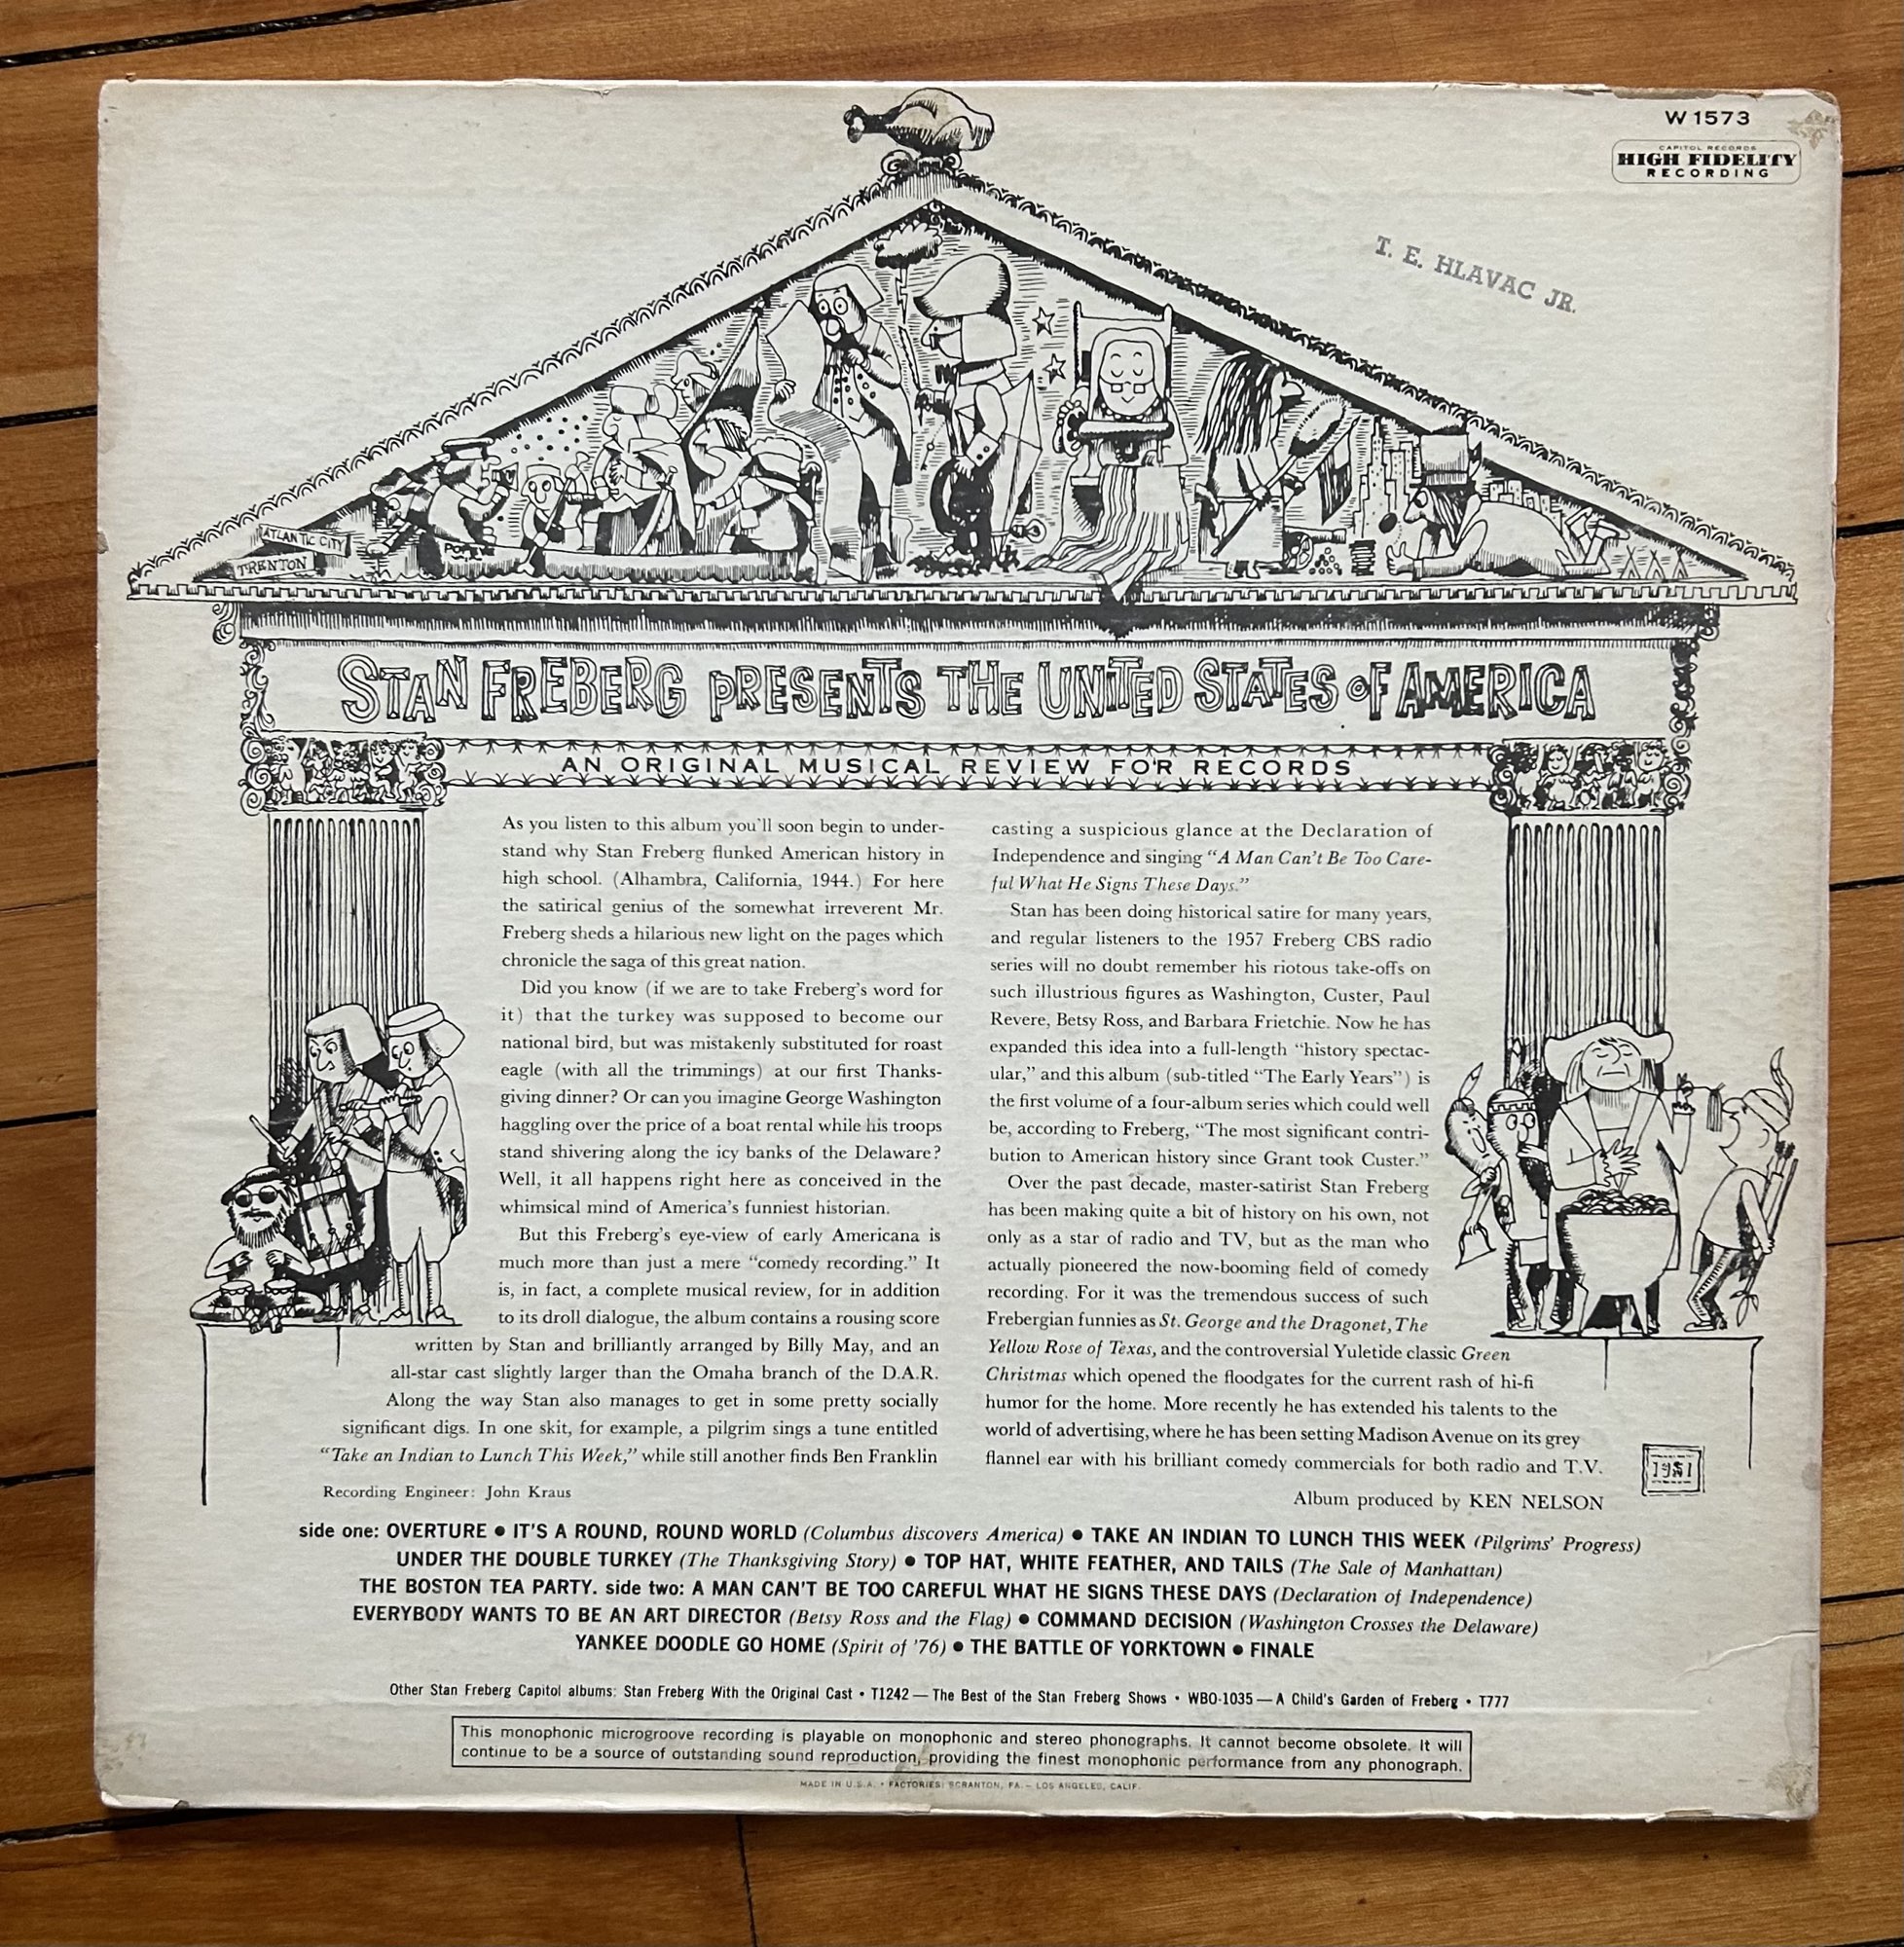 W 1573
CAPITOL RECORDS
HIGH FIDELITY
RECORDING
T. E. HLAVAC JR.
ATLANTIC CITY
TRENTON
STAN FREBERG PRESENTS THE UNITED STATES OF AMERICA
AN ORIGINAL MUSICAL REVIEW FOR RECORDS
As you listen to this album you'll soon begin to under-
stand why Stan Freberg flunked American history in
high school. (Alhambra, California, 1944.) For here
the satirical genius of the somewhat irreverent Mr.
Freberg sheds a hilarious new light on the pages which
chronicle the saga of this great nation.
Did you know (if we are to take Freberg's word for
it) that the turkey was supposed to become our
national bird, but was mistakenly substituted for roast
eagle (with all the trimmings) at our first Thanks-
giving dinner? Or can you imagine George Washington
haggling over the price of a boat rental while his troops
stand shivering along the icy banks of the Delaware?
Well, it all happens right here as conceived in the
whimsical mind of America's funniest historian.
But this Freberg's eye-view of early Americana is
much more than just a mere "comedy recording." It
is, in fact, a complete musical review, for in addition
to its droll dialogue, the album contains a rousing score
written by Stan and brilliantly arranged by Billy May, and an
all-star cast slightly larger than the Omaha branch of the D.A.R.
Along the way Stan also manages to get in some pretty socially
significant digs. In one skit, for example, a pilgrim sings a tune entitled
"Take an Indian to Lunch This Week," while still another finds Ben Franklin
casting a suspicious glance at the Declaration of
Independence and singing "A Man Can't Be Too Care-
ful What He Signs These Days."
Stan has been doing historical satire for many years,
and regular listeners to the 1957 Freberg CBS radio
series will no doubt remember his riotous take-offs on
such illustrious figures as Washington, Custer, Paul
Revere, Betsy Ross, and Barbara Frietchie. Now he has
expanded this idea into a full-length "history spectac-
ular," and this album (sub-titled "The Early Years") is
the first volume of a four-album series which could well
be, according to Freberg, "The most significant contri-
bution to American history since Grant took Custer."
Over the past decade, master-satirist Stan Freberg
has been making quite a bit of history on his own, not
only as a star of radio and TV, but as the man who
actually pioneered the now-booming field of comedy
recording. For it was the tremendous success of such
Frebergian funnies as St. George and the Dragonet, The
Yellow Rose of Texas, and the controversial Yuletide classic Green
Christmas which opened the floodgates for the current rash of hi-fi
humor for the home. More recently he has extended his talents to the
world of advertising, where he has been setting Madison Avenue on its grey
flannel ear with his brilliant comedy commercials for both radio and T.V.
Recording Engineer: John Kraus
Album produced by KEN NELSON
side one: OVERTURE ● IT'S A ROUND, ROUND WORLD (Columbus discovers America) ● TAKE AN INDIAN TO LUNCH THIS WEEK (Pilgrims' Progress)
UNDER THE DOUBLE TURKEY (The Thanksgiving Story) ● TOP HAT, WHITE FEATHER, AND TAILS (The Sale of Manhattan)
THE BOSTON TEA PARTY. side two: A MAN CAN'T BE TOO CAREFUL WHAT HE SIGNS THESE DAYS (Declaration of Independence)
EVERYBODY WANTS TO BE AN ART DIRECTOR (Betsy Ross and the Flag) ● COMMAND DECISION (Washington Crosses the Delaware)
YANKEE DOODLE GO HOME (Spirit of '76) ● THE BATTLE OF YORKTOWN ● FINALE
Other Stan Freberg Capitol albums: Stan Freberg With the Original Cast • T1242 — The Best of the Stan Freberg Shows • WBO-1035 — A Child's Garden of Freberg • T777
This monophonic microgroove recording is playable on monophonic and stereo phonographs. It cannot become obsolete. It will
continue to be a source of outstanding sound reproduction, providing the finest monophonic performance from any phonograph.
MADE IN U.S.A. • FACTORIES: SCRANTON, PA. – LOS ANGELES, CALIF.